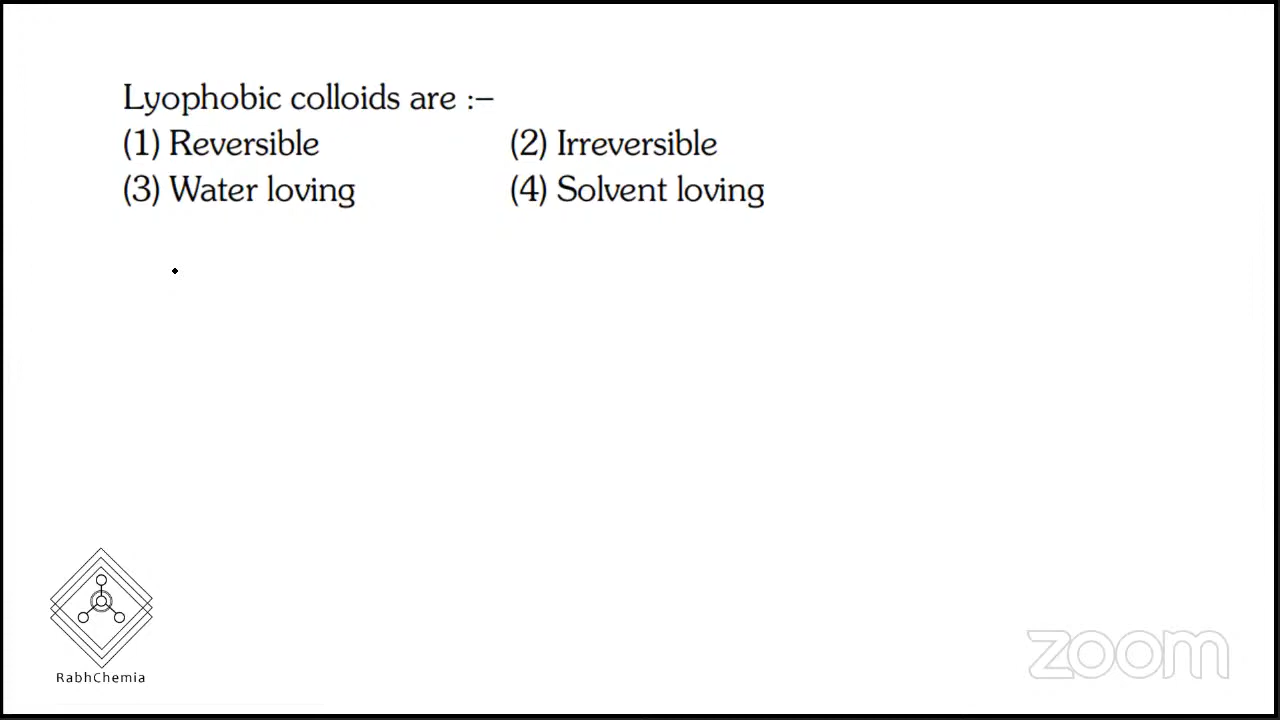 Lyophobic colloids are :–
(1) Reversible (2) Irreversible
(3) Water loving (4) Solvent loving
RabhChemia
zoom